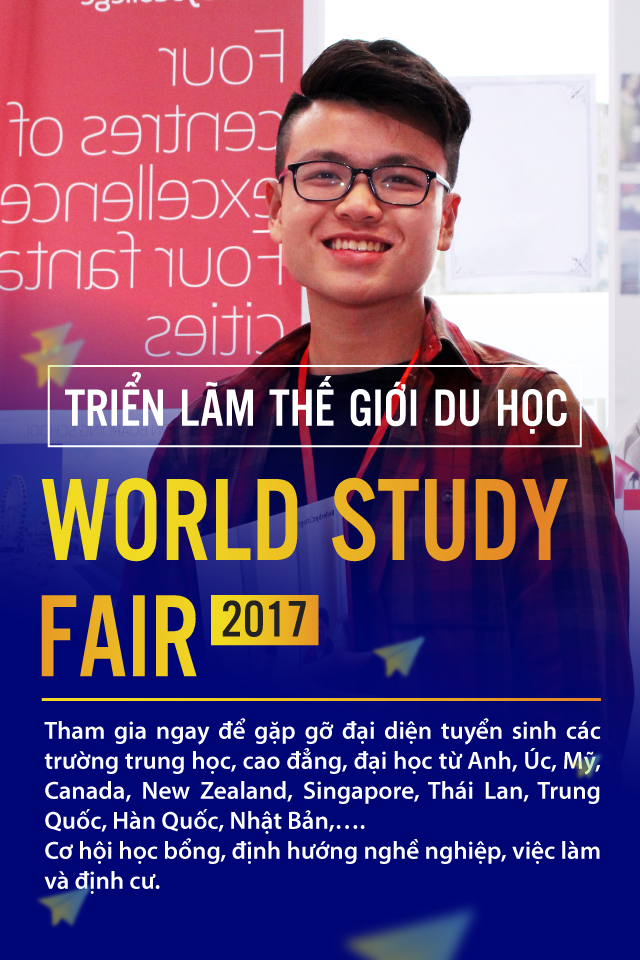 Four
centres of
excellence
Four fanta
cities
TRIỂN LÃM THẾ GIỚI DU HỌC
WORLD STUDY
FAIR 2017
Tham gia ngay để gặp gỡ đại diện tuyển sinh các
trường trung học, cao đẳng, đại học từ Anh, Úc, Mỹ,
Canada, New Zealand, Singapore, Thái Lan, Trung
Quốc, Hàn Quốc, Nhật Bản,….
Cơ hội học bổng, định hướng nghề nghiệp, việc làm
và định cư.